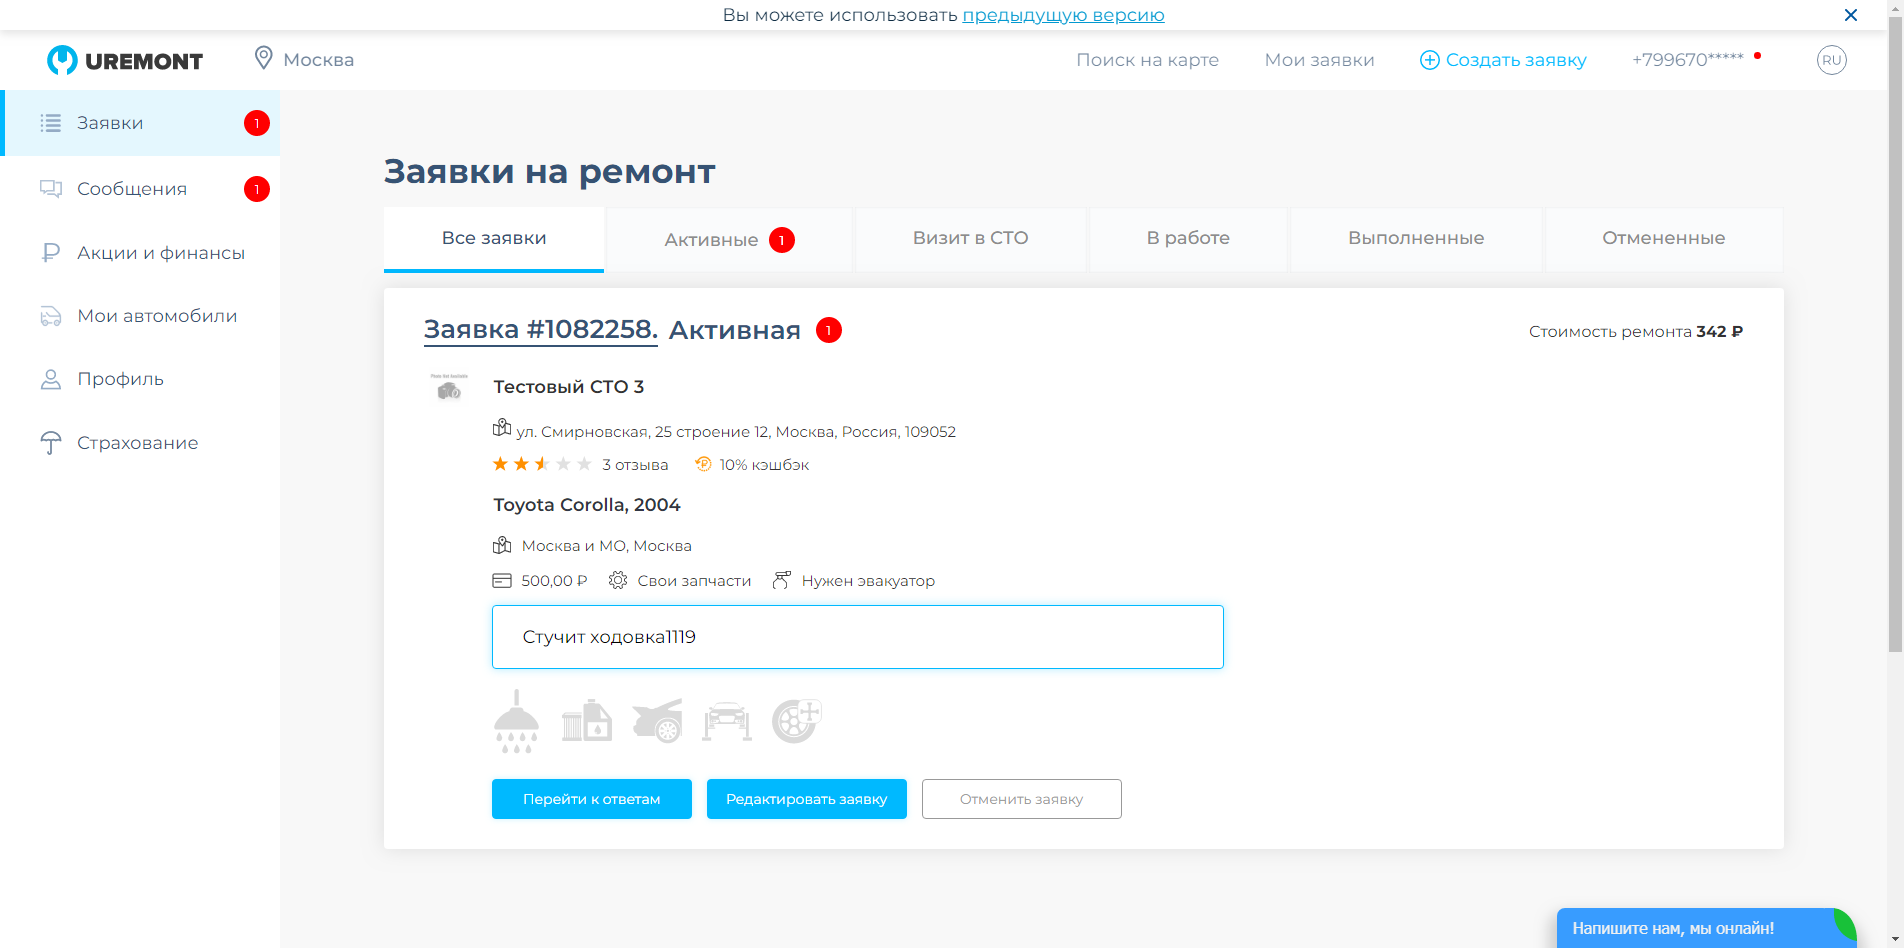 Вы можете использовать предыдущую версию
UREMONT
Москва
Поиск на карте
Мои заявки
Создать заявку
+799670*****
RU
Заявки 1
Сообщения 1
Акции и финансы
Мои автомобили
Профиль
Страхование
Заявки на ремонт
Все заявки
Активные 1
Визит в СТО
В работе
Выполненные
Отмененные
Заявка #1082258. Активная 1
Стоимость ремонта 342 ₽
Photo Not Available
Тестовый СТО 3
ул. Смирновская, 25 строение 12, Москва, Россия, 109052
3 отзыва
10% кэшбэк
Toyota Corolla, 2004
Москва и МО, Москва
500,00 ₽
Свои запчасти
Нужен эвакуатор
Стучит ходовка1119
Перейти к ответам
Редактировать заявку
Отменить заявку
Напишите нам, мы онлайн!